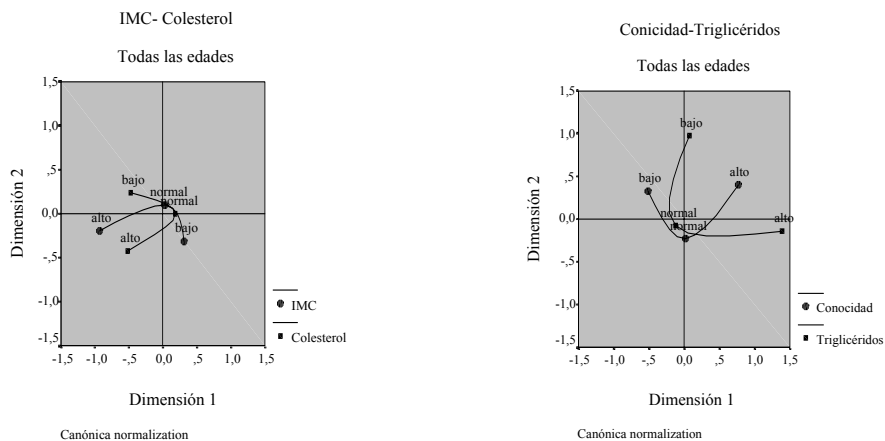 IMC- Colesterol
Todas las edades
1,5
1,0
,5
0,0
-,5
-1,0
-1,5
Dimensión 2
bajo
normal
normal
alto
alto
bajo
-1,5
-1,0
-,5
0,0
,5
1,0
1,5
IMC
Colesterol
Dimensión 1
Canónica normalization
Conicidad-Triglicéridos
Todas las edades
1,5
1,0
,5
0,0
-,5
-1,0
-1,5
Dimensión 2
bajo
bajo
alto
normal
normal
alto
-1,5
-1,0
-,5
0,0
,5
1,0
1,5
Conocidad
Triglicéridos
Dimensión 1
Canónica normalization